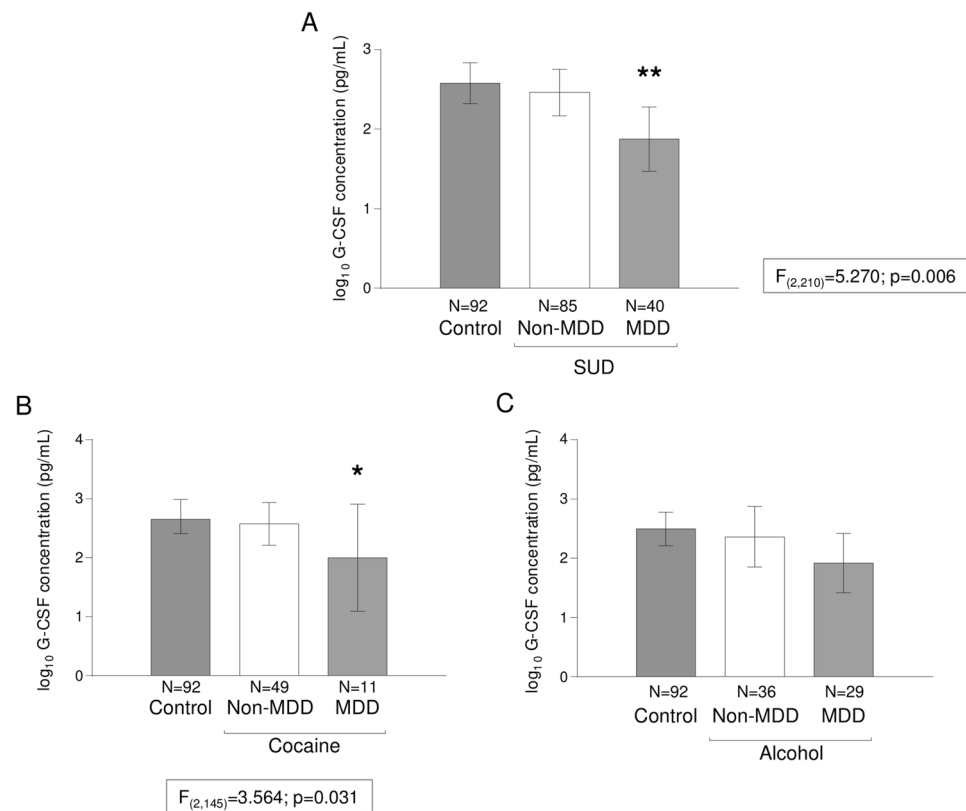 A
log₁₀ G-CSF concentration (pg/mL)
3
2
1
0
**
N=92 N=85 N=40
Control Non-MDD MDD
SUD
F(2,210)=5.270; p=0.006
B
log₁₀ G-CSF concentration (pg/mL)
4
3
2
1
0
*
N=92 N=49 N=11
Control Non-MDD MDD
Cocaine
F(2,145)=3.564; p=0.031
C
log₁₀ G-CSF concentration (pg/mL)
4
3
2
1
0
N=92 N=36 N=29
Control Non-MDD MDD
Alcohol